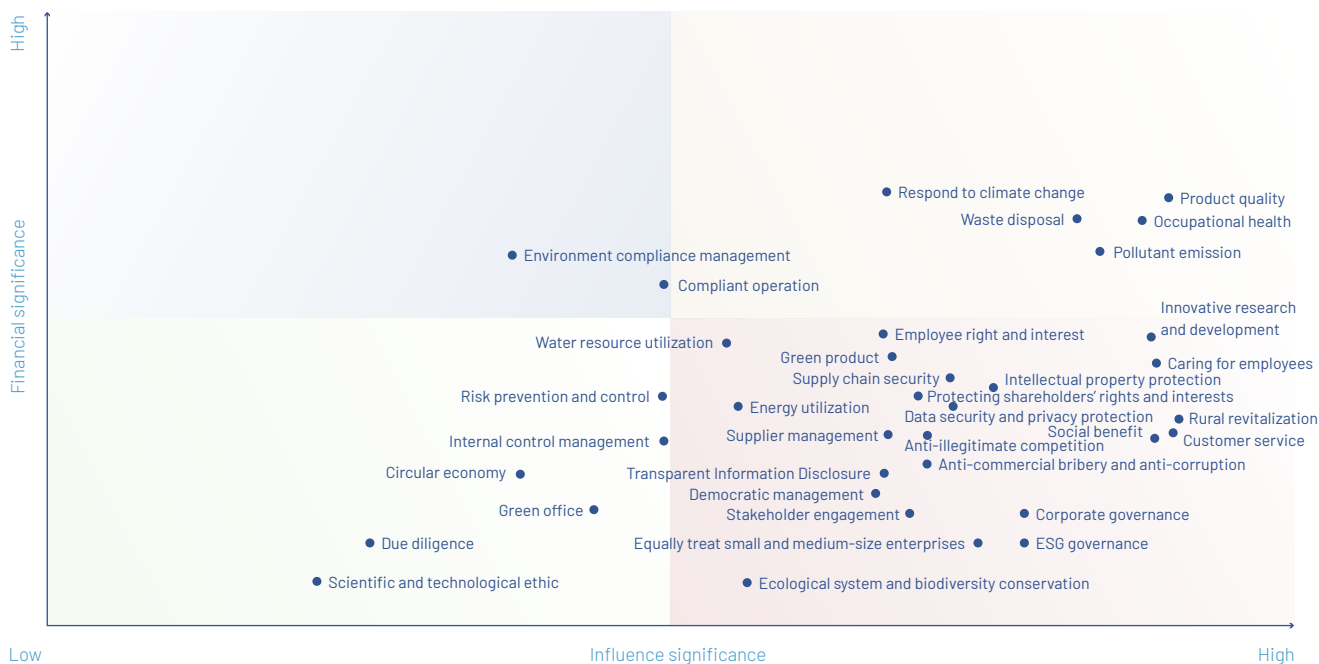 High
Financial significance
Respond to climate change
Product quality
Waste disposal
Occupational health
Pollutant emission
Environment compliance management
Compliant operation
Innovative research
and development
Employee right and interest
Water resource utilization
Green product
Caring for employees
Supply chain security
Intellectual property protection
Risk prevention and control
Protecting shareholders' rights and interests
Energy utilization
Data security and privacy protection
Rural revitalization
Supplier management
Social benefit
Customer service
Internal control management
Anti-illegitimate competition
Anti-commercial bribery and anti-corruption
Circular economy
Transparent Information Disclosure
Democratic management
Green office
Stakeholder engagement
Corporate governance
Due diligence
Equally treat small and medium-size enterprises
ESG governance
Scientific and technological ethic
Ecological system and biodiversity conservation
Low
Influence significance
High